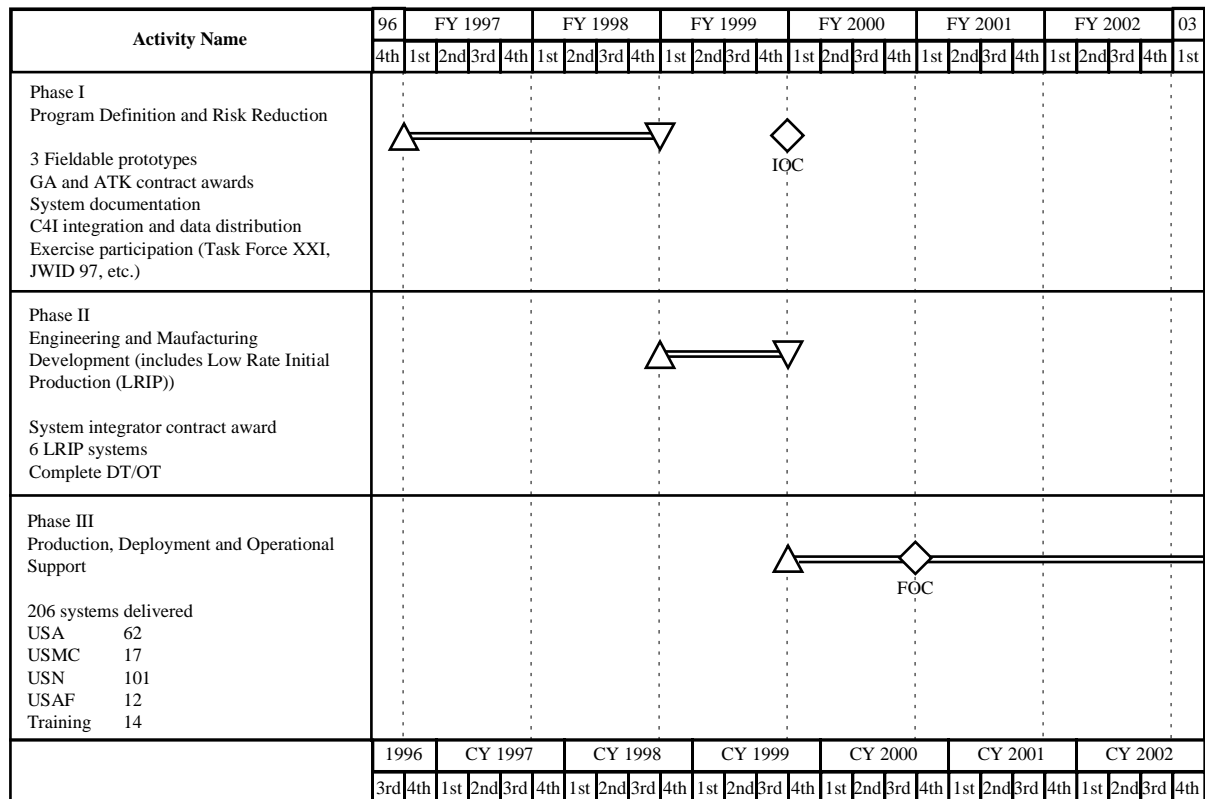 Activity Name
96 FY 1997 FY 1998 FY 1999 FY 2000 FY 2001 FY 2002 03
4th 1st 2nd 3rd 4th 1st 2nd 3rd 4th 1st 2nd 3rd 4th 1st 2nd 3rd 4th 1st 2nd 3rd 4th 1st 2nd 3rd 4th 1st
Phase I
Program Definition and Risk Reduction
3 Fieldable prototypes
GA and ATK contract awards
System documentation
C4I integration and data distribution
Exercise participation (Task Force XXI,
JWID 97, etc.)
IOC
Phase II
Engineering and Maufacturing
Development (includes Low Rate Initial
Production (LRIP))
System integrator contract award
6 LRIP systems
Complete DT/OT
Phase III
Production, Deployment and Operational
Support
206 systems delivered
USA 62
USMC 17
USN 101
USAF 12
Training 14
FOC
1996 CY 1997 CY 1998 CY 1999 CY 2000 CY 2001 CY 2002
3rd 4th 1st 2nd 3rd 4th 1st 2nd 3rd 4th 1st 2nd 3rd 4th 1st 2nd 3rd 4th 1st 2nd 3rd 4th 1st 2nd 3rd 4th